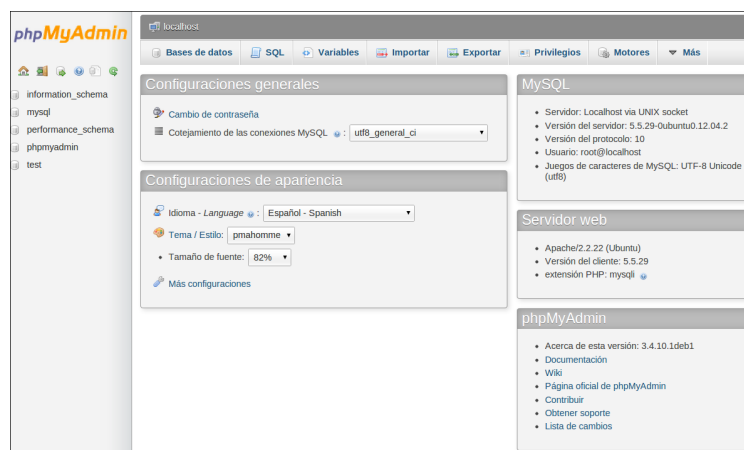 phpMyAdmin
information_schema
mysql
performance_schema
phpmyadmin
test
localhost
Bases de datos SQL Variables Importar Exportar Privilegios Motores Más
Configuraciones generales
Cambio de contraseña
Cotejamiento de las conexiones MySQL : utf8_general_ci
Configuraciones de apariencia
Idioma - Language : Español - Spanish
Tema / Estilo: pmahomme
Tamaño de fuente: 82%
Más configuraciones
MySQL
Servidor: Localhost via UNIX socket
Versión del servidor: 5.5.29-0ubuntu0.12.04.2
Versión del protocolo: 10
Usuario: root@localhost
Juegos de caracteres de MySQL: UTF-8 Unicode
(utf8)
Servidor web
Apache/2.2.22 (Ubuntu)
Versión del cliente: 5.5.29
extensión PHP: mysqli
phpMyAdmin
Acerca de esta versión: 3.4.10.1deb1
Documentación
Wiki
Página oficial de phpMyAdmin
Contribuir
Obtener soporte
Lista de cambios